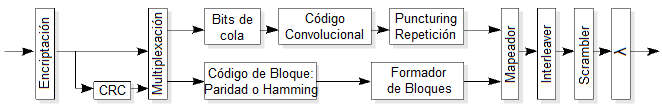 Encriptación
CRC
Multiplexación
Bits de
cola
Código
Convolucional
Puncturing
Repetición
Código de Bloque:
Paridad o Hamming
Formador
de Bloques
Mapeador
Interleaver
Scrambler